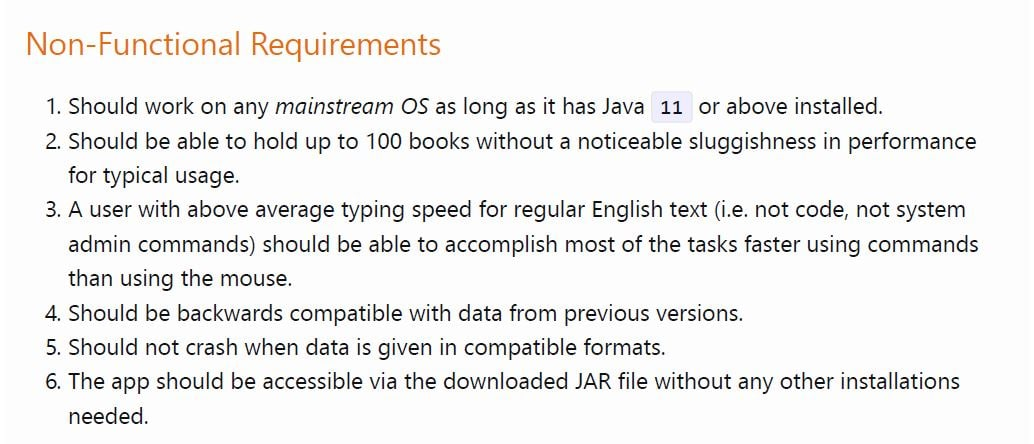 Non-Functional Requirements
1. Should work on any mainstream OS as long as it has Java 11 or above installed.
2. Should be able to hold up to 100 books without a noticeable sluggishness in performance
for typical usage.
3. A user with above average typing speed for regular English text (i.e. not code, not system
admin commands) should be able to accomplish most of the tasks faster using commands
than using the mouse.
4. Should be backwards compatible with data from previous versions.
5. Should not crash when data is given in compatible formats.
6. The app should be accessible via the downloaded JAR file without any other installations
needed.